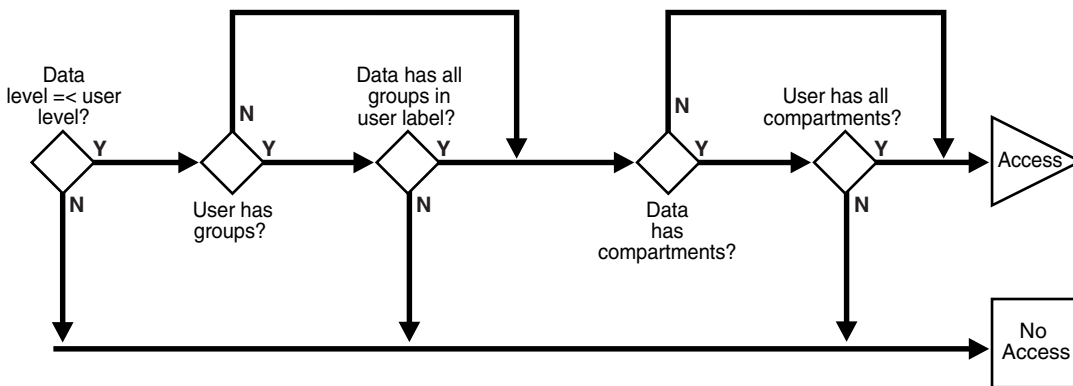 Data
level =< user
level?
Y
N
N
Y
User has
groups?
Data has all
groups in
user label?
Y
N
N
Y
Data
has
compartments?
User has all
compartments?
Y
N
Access
No
Access